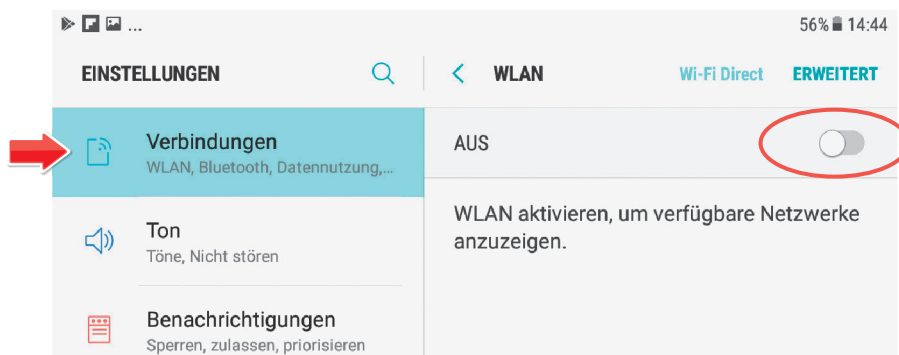 ...
56% 14:44
EINSTELLUNGEN
WLAN
Wi-Fi Direct
ERWEITERT
Verbindungen
WLAN, Bluetooth, Datennutzung,...
AUS
WLAN aktivieren, um verfügbare Netzwerke
anzuzeigen.
Ton
Töne, Nicht stören
Benachrichtigungen
Sperren, zulassen, priorisieren